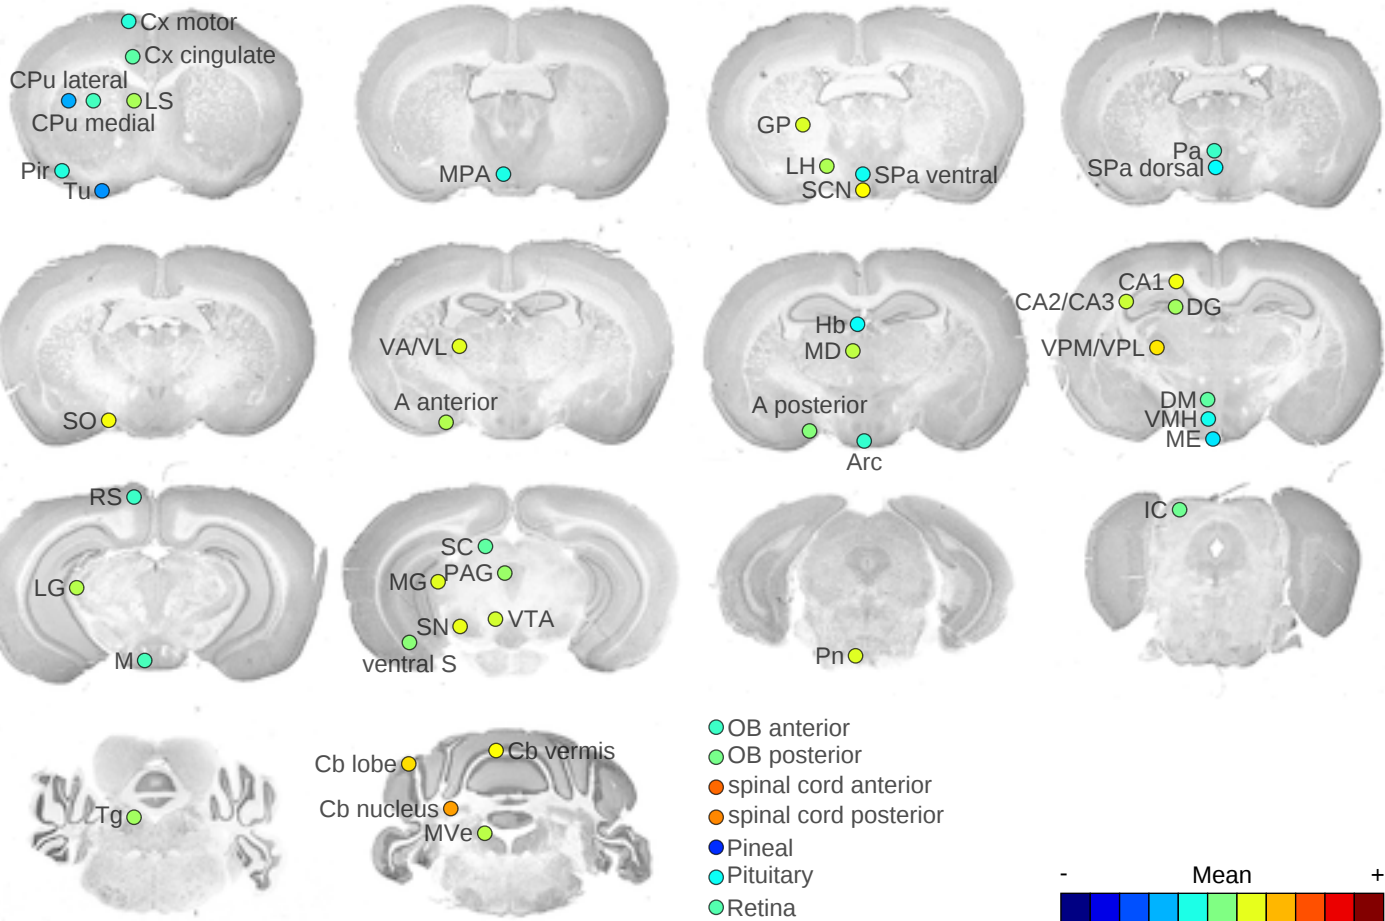 Cx motor
Cx cingulate
CPu lateral
LS
CPu medial
Pir
Tu
MPA
GP
LH
SPa ventral
SCN
Pa
SPa dorsal
SO
VA/VL
A anterior
Hb
MD
A posterior
Arc
CA1
CA2/CA3
DG
VPM/VPL
DM
VMH
ME
RS
LG
M
SC
PAG
MG
VTA
SN
ventral S
Pn
IC
Tg
Cb lobe
Cb vermis
Cb nucleus
MVe
OB anterior
OB posterior
spinal cord anterior
spinal cord posterior
Pineal
Pituitary
Retina
- Mean +